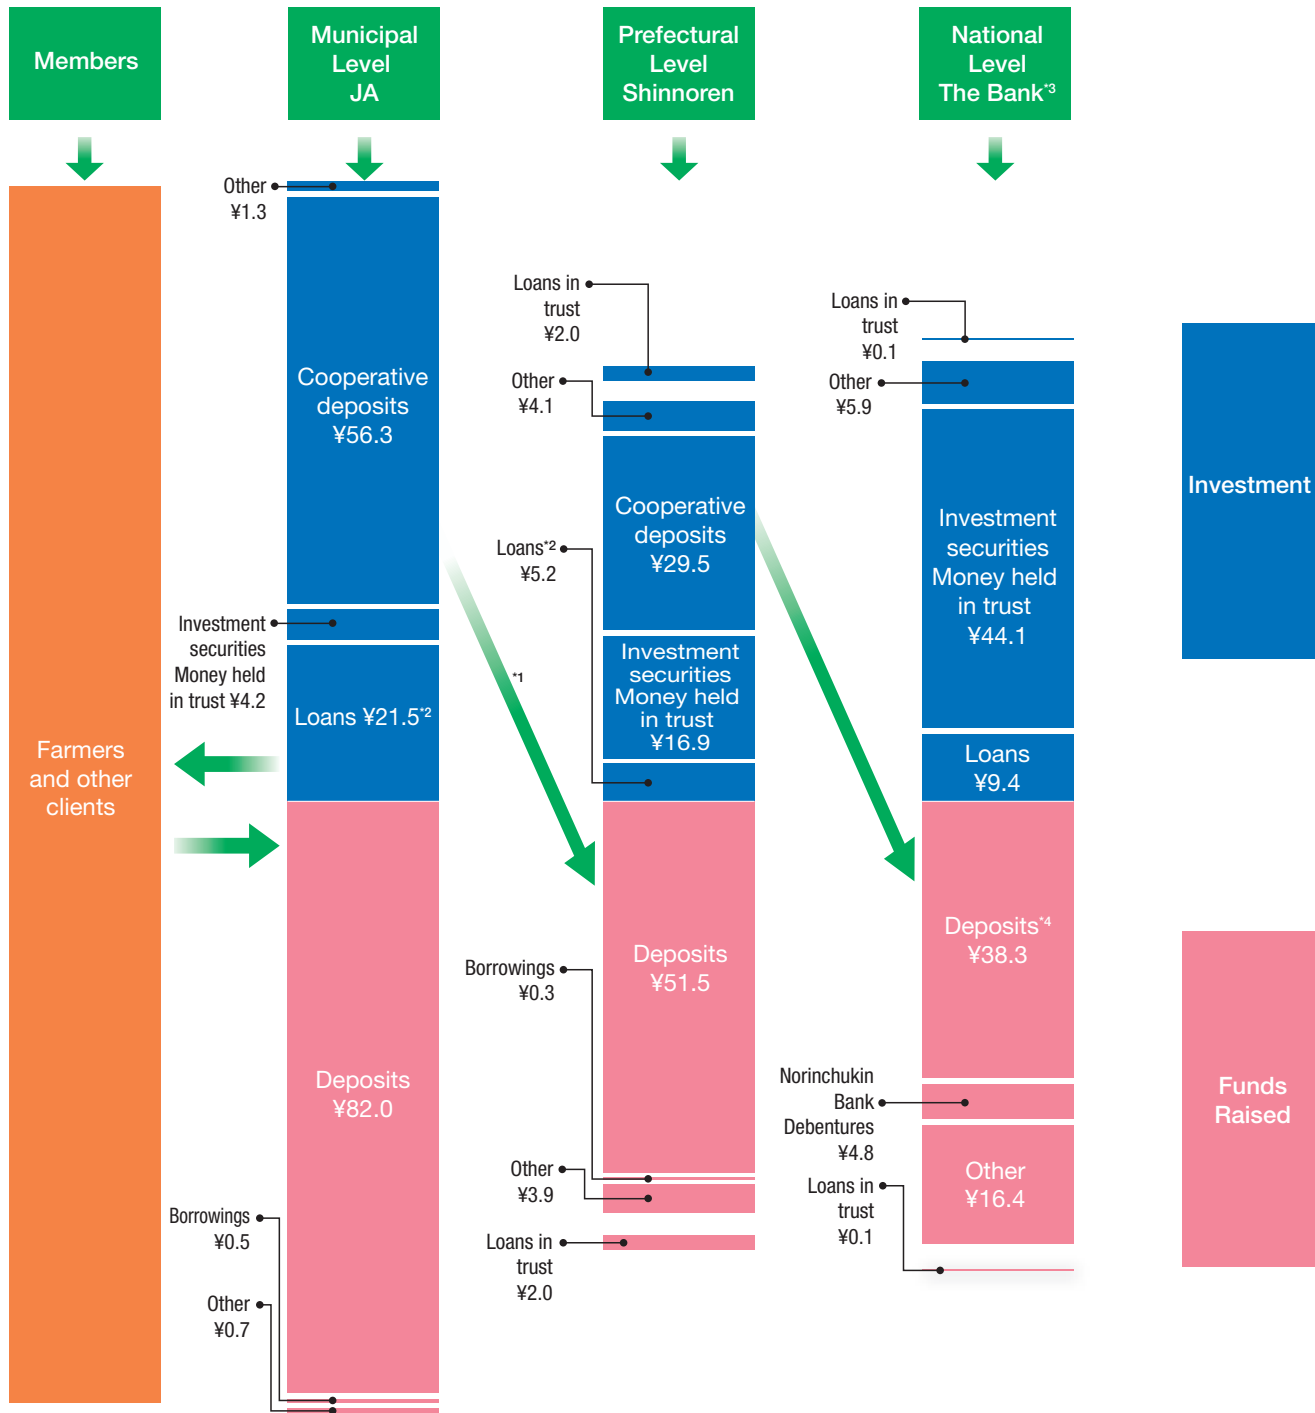 Members
Municipal
Level
JA
Prefectural
Level
Shinnoren
National
Level
The Bank*3
Farmers
and other
clients
Other
¥1.3
Cooperative
deposits
¥56.3
Investment
securities
Money held
in trust ¥4.2
Loans ¥21.5*2
Deposits
¥82.0
Borrowings
¥0.5
Other
¥0.7
*1
Loans in
trust
¥2.0
Other
¥4.1
Cooperative
deposits
¥29.5
Loans*2
¥5.2
Investment
securities
Money held
in trust
¥16.9
Deposits
¥51.5
Borrowings
¥0.3
Other
¥3.9
Loans in
trust
¥2.0
Loans in
trust
¥0.1
Other
¥5.9
Investment
securities
Money held
in trust
¥44.1
Loans
¥9.4
Deposits*4
¥38.3
Norinchukin
Bank
Debentures
¥4.8
Other
¥16.4
Loans in
trust
¥0.1
Investment
Funds
Raised